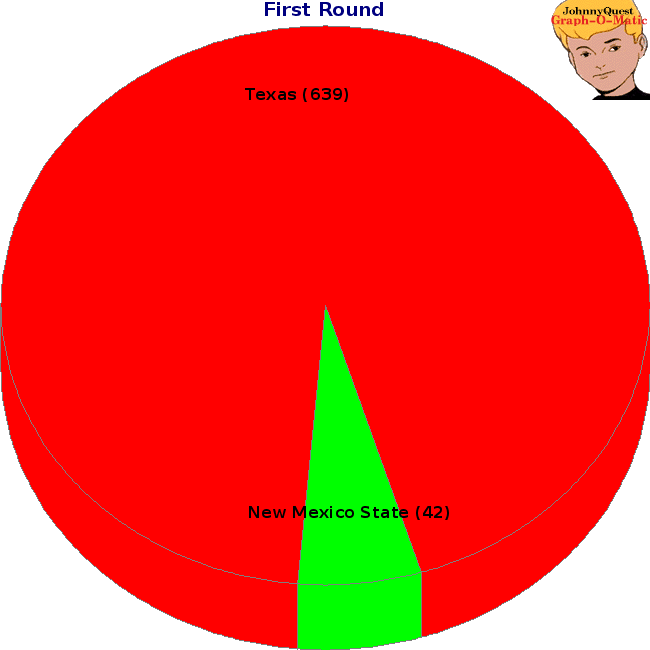 First Round
JohnnyQuest
Graph-O-Matic
Texas (639)
New Mexico State (42)